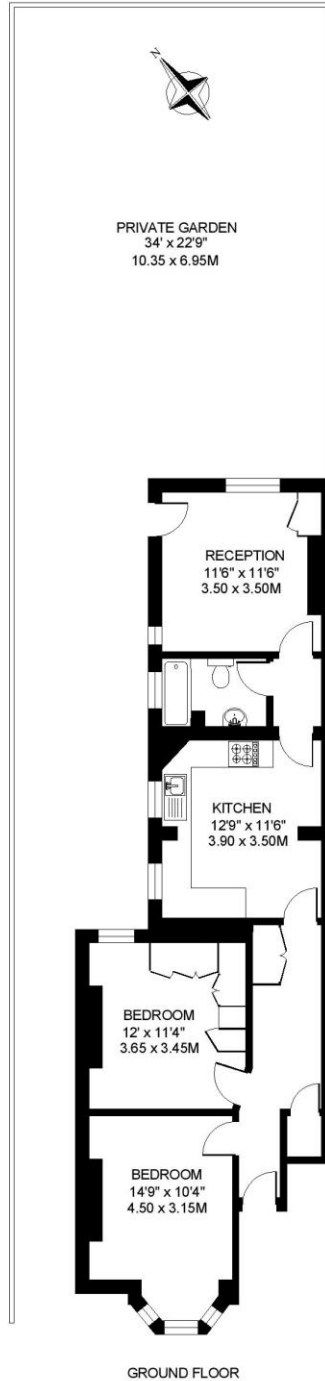 N
PRIVATE GARDEN
34' x 22'9"
10.35 x 6.95M
RECEPTION
11'6" x 11'6"
3.50 x 3.50M
KITCHEN
12'9" x 11'6"
3.90 x 3.50M
BEDROOM
12' x 11'4"
3.65 x 3.45M
BEDROOM
14'9" x 10'4"
4.50 x 3.15M
GROUND FLOOR